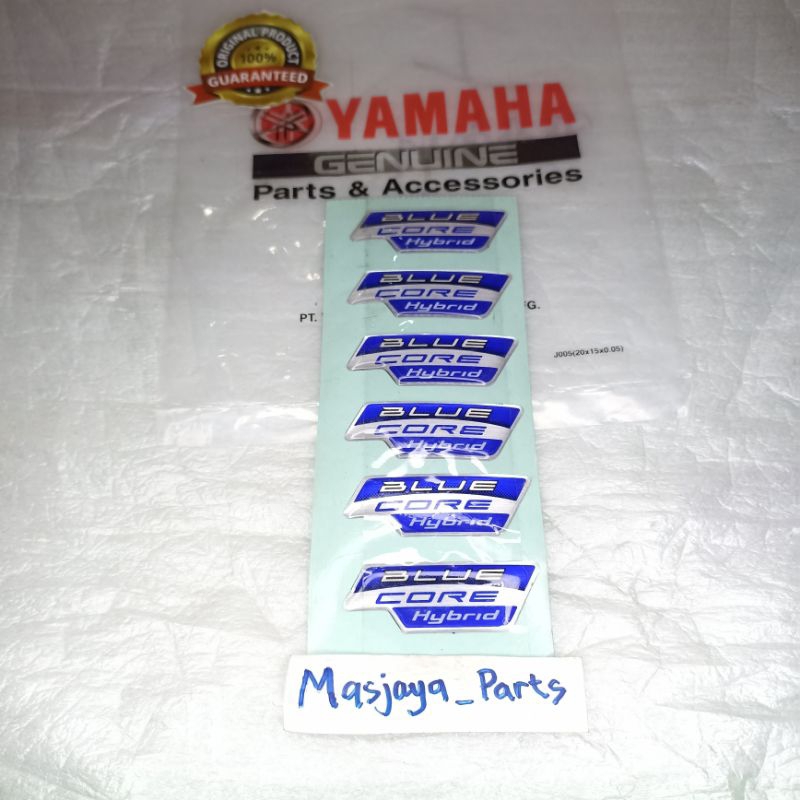 ORIGINAL PRODUCT
100%
GUARANTEED
YAMAHA
GENUINE
Parts & Accessories
BLUE
CORE
Hybrid
BLUE
CORE
Hybrid
PT.
G.
BLUE
CORE
Hybrid
J005(20x15x0.05)
BLUE
CORE
Hybrid
BLUE
CORE
Hybrid
BLUE
CORE
Hybrid
Masjaya_Parts